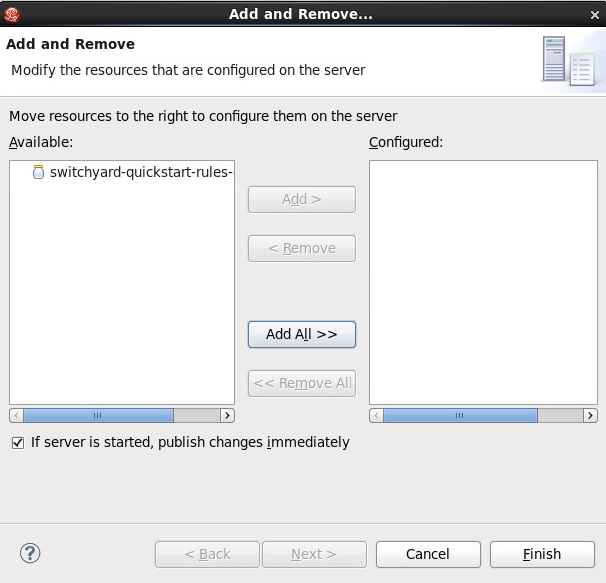 Add and Remove...
Add and Remove
Modify the resources that are configured on the server
Move resources to the right to configure them on the server
Available:
Configured:
switchyard-quickstart-rules-
Add >
< Remove
Add All >>
<< Remove All
If server is started, publish changes immediately
?
< Back
Next >
Cancel
Finish